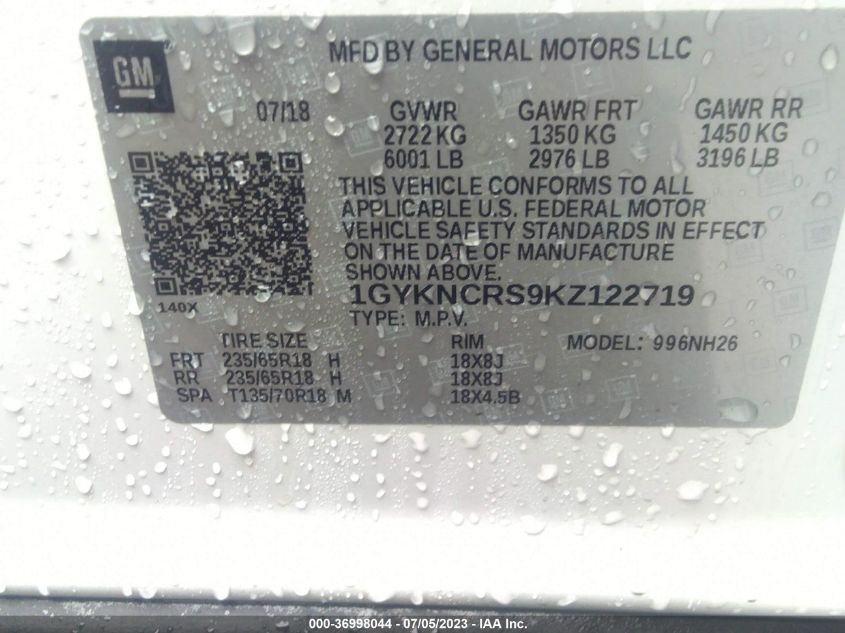 GM
MFD BY GENERAL MOTORS LLC
07/18 GVWR GAWR FRT GAWR RR
2722 KG 1350 KG 1450 KG
6001 LB 2976 LB 3196 LB
THIS VEHICLE CONFORMS TO ALL
APPLICABLE U.S. FEDERAL MOTOR
VEHICLE SAFETY STANDARDS IN EFFECT
ON THE DATE OF MANUFACTURE
SHOWN ABOVE.
140X
1GYKNCRS9KZ122719
TYPE: M.P.V.
TIRE SIZE RIM MODEL: 996NH26
FRT 235/65R18 H 18X8J
RR 235/65R18 H 18X8J
SPA T135/70R18 M 18X4.5B
000-36998044 / 07/05/2023 - IAA Inc.